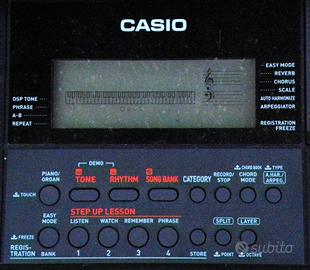 CASIO
EASY MODE
REVERB
CHORUS
SCALE
AUTO HARMONIZE
ARPEGGIATOR
REGISTRATION
FREEZE
DSP TONE
PHRASE
A-B
REPEAT
DEMO
PIANO/
ORGAN
TONE
RHYTHM
SONG BANK
CATEGORY
RECORD/
STOP
CHORD BOOK
CHORD
MODE
TYPE
A.HAR./
ARPEG.
TOUCH
EASY
MODE
STEP UP LESSON
LISTEN
WATCH
REMEMBER
PHRASE
SPLIT
LAYER
FREEZE
REGIS-
TRATION
BANK
1
2
3
4
STORE
POINT
OCTAVE
subito